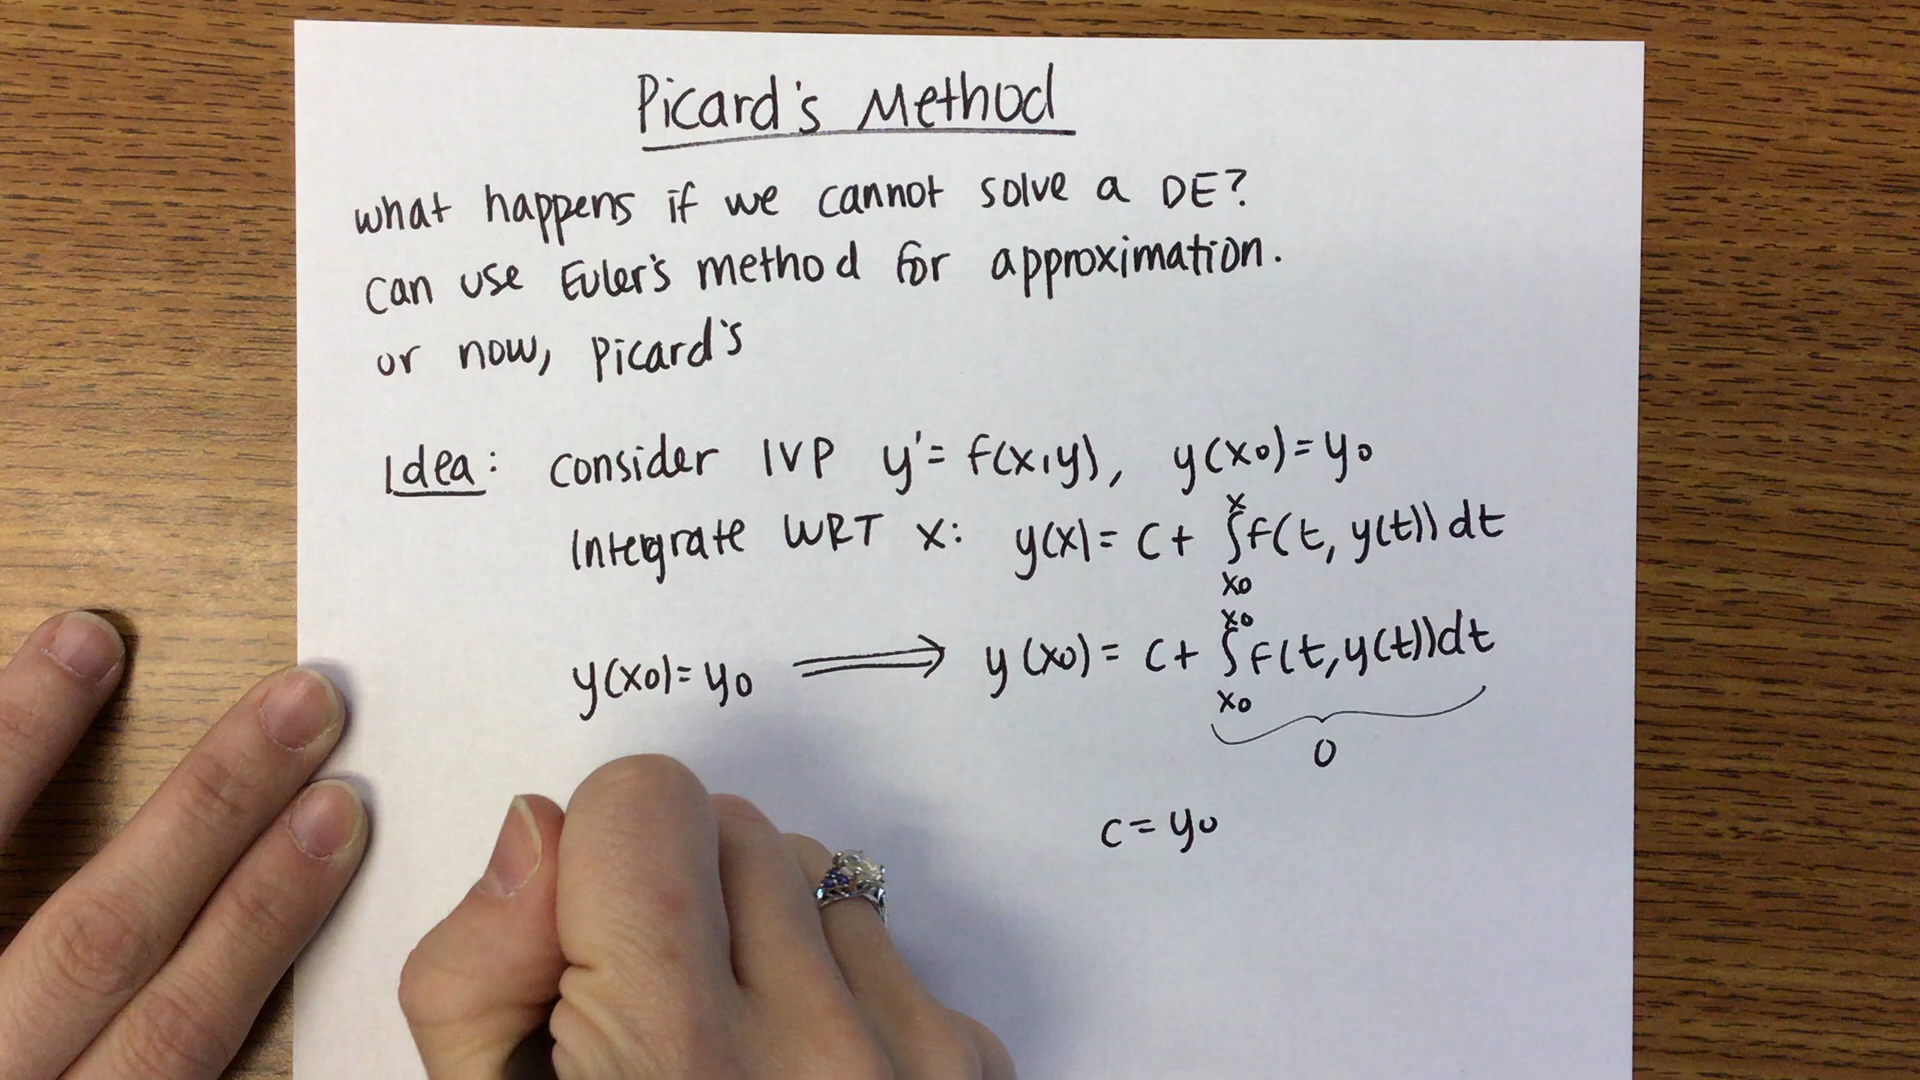 Picard's Method
what happens if we cannot solve a DE?
can use Euler's method for approximation.
or now, Picard's
Idea: consider IVP y' = f(x,y), y(x0) = y0
Integrate WRT x: y(x) = C + ∫_{x0}^{x} f(t, y(t)) dt
y(x0) = y0 ⟹ y(x0) = C + ∫_{x0}^{x0} f(t, y(t)) dt
0
C = y0